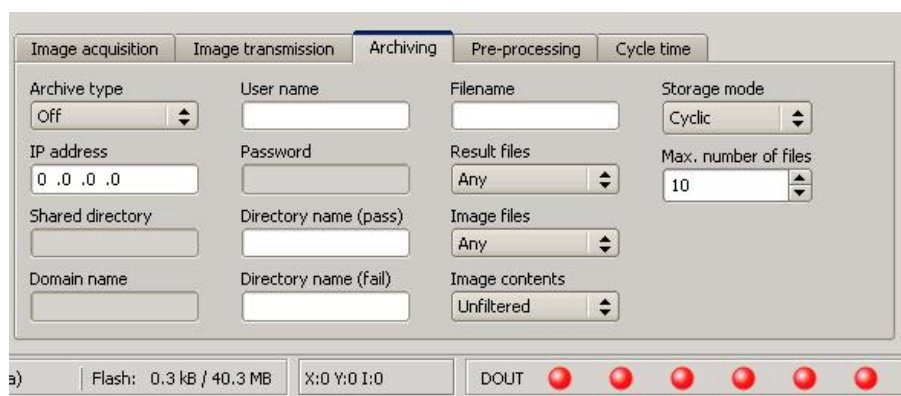 Image acquisition Image transmission Archiving Pre-processing Cycle time
Archive type User name Filename Storage mode
Off Cyclic
IP address Password Result files Max. number of files
0 .0 .0 .0 Any 10
Shared directory Directory name (pass) Image files
Any
Domain name Directory name (fail) Image contents
Unfiltered
a) Flash: 0.3 kB / 40.3 MB X:0 Y:0 I:0 DOUT